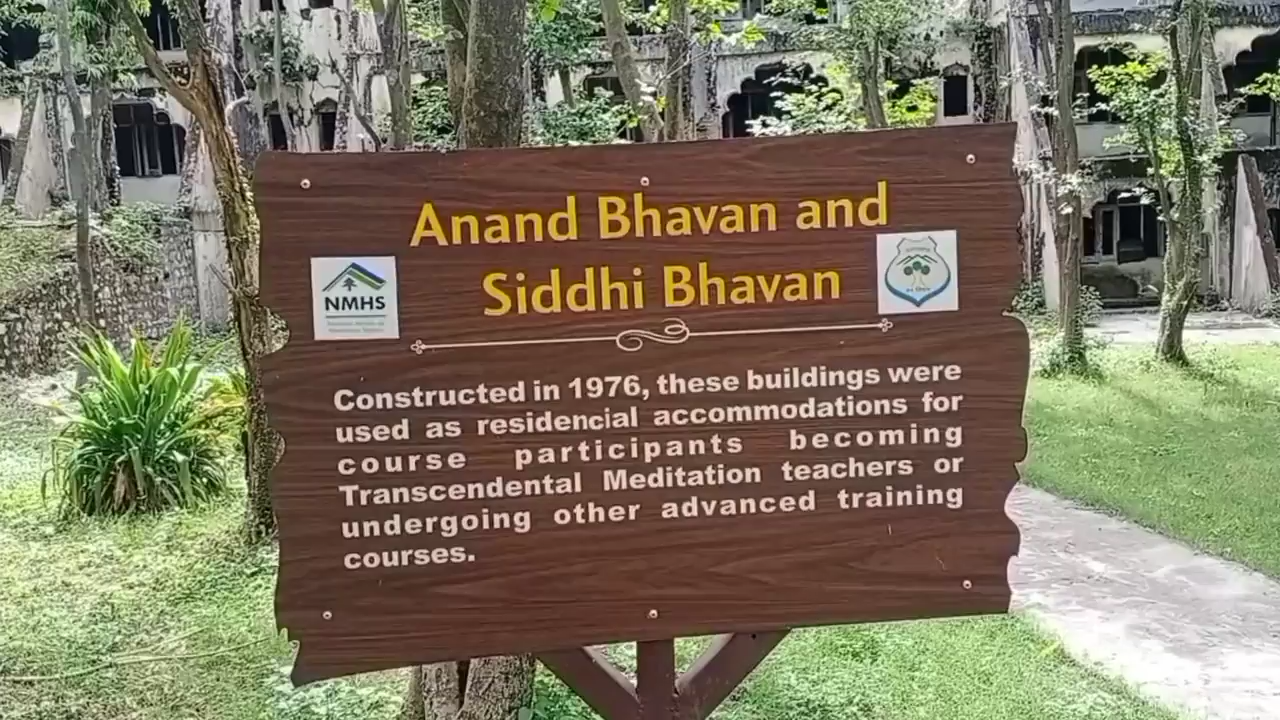 Anand Bhavan and
Siddhi Bhavan
NMHS
Constructed in 1976, these buildings were
used as residencial accommodations for
course participants becoming
Transcendental Meditation teachers or
undergoing other advanced training
courses.